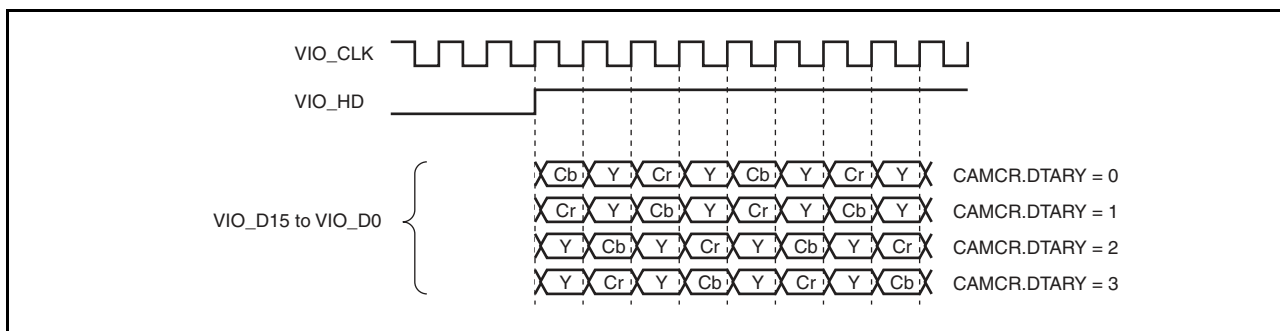 VIO_CLK
VIO_HD
Cb Y Cr Y Cb Y Cr Y CAMCR.DTARY = 0
Cr Y Cb Y Cr Y Cb Y CAMCR.DTARY = 1
VIO_D15 to VIO_D0
Y Cb Y Cr Y Cb Y Cr CAMCR.DTARY = 2
Y Cr Y Cb Y Cr Y Cb CAMCR.DTARY = 3